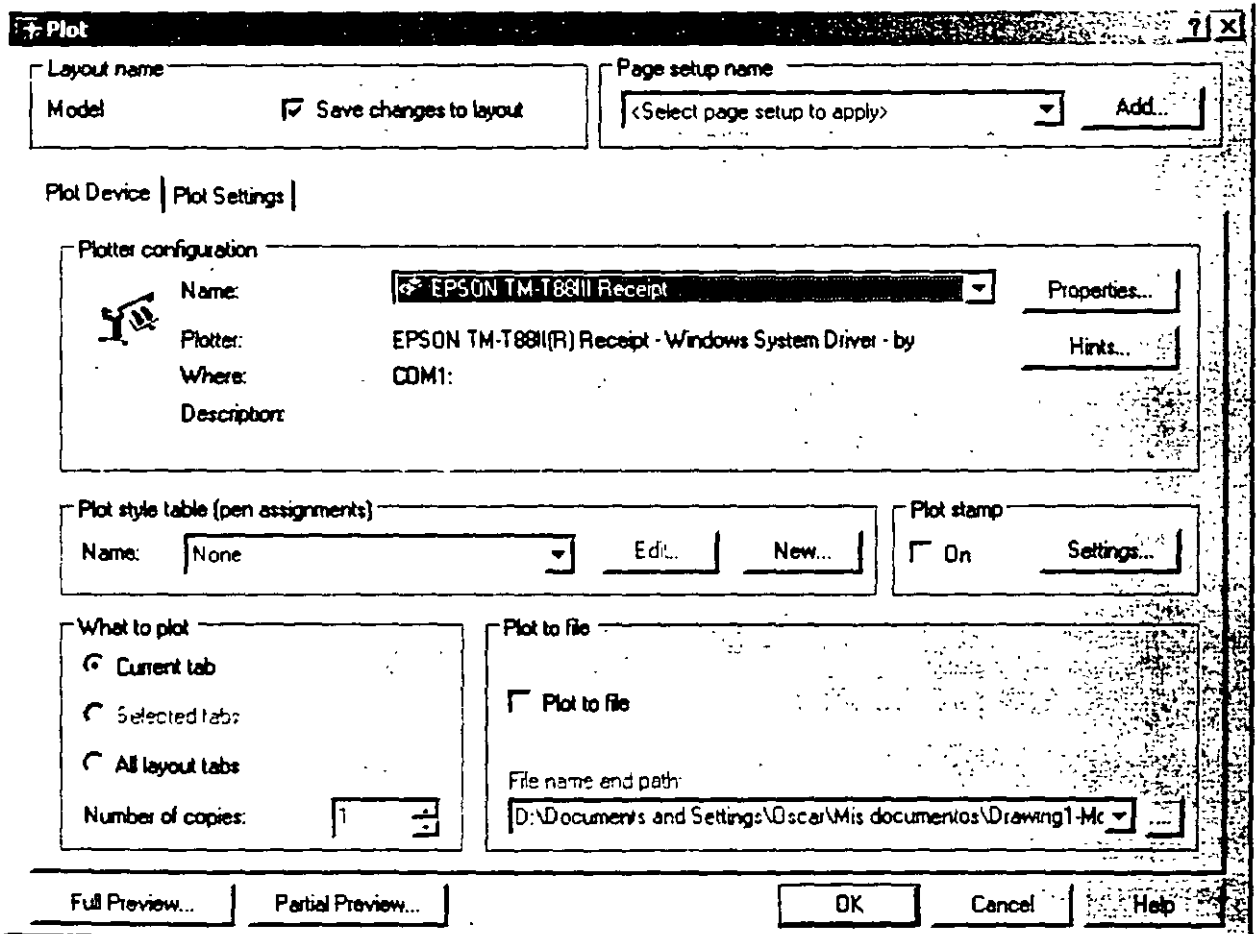 Plot
Layout name
Model Save changes to layout
Page setup name
<Select page setup to apply> Add...
Plot Device Plot Settings
Plotter configuration
Name: EPSON TM-T88III Receipt Properties...
Plotter: EPSON TM-T88II(R) Receipt - Windows System Driver - by Hints...
Where: COM1:
Description:
Plot style table (pen assignments)
Name: None Edit... New...
Plot stamp
On Settings...
What to plot
Current tab
Selected tabs
All layout tabs
Number of copies: 1
Plot to file
Plot to file
File name and path:
D:\Documents and Settings\Oscar\Mis documentos\Drawing1-Mc ...
Full Preview... Partial Preview... OK Cancel Help